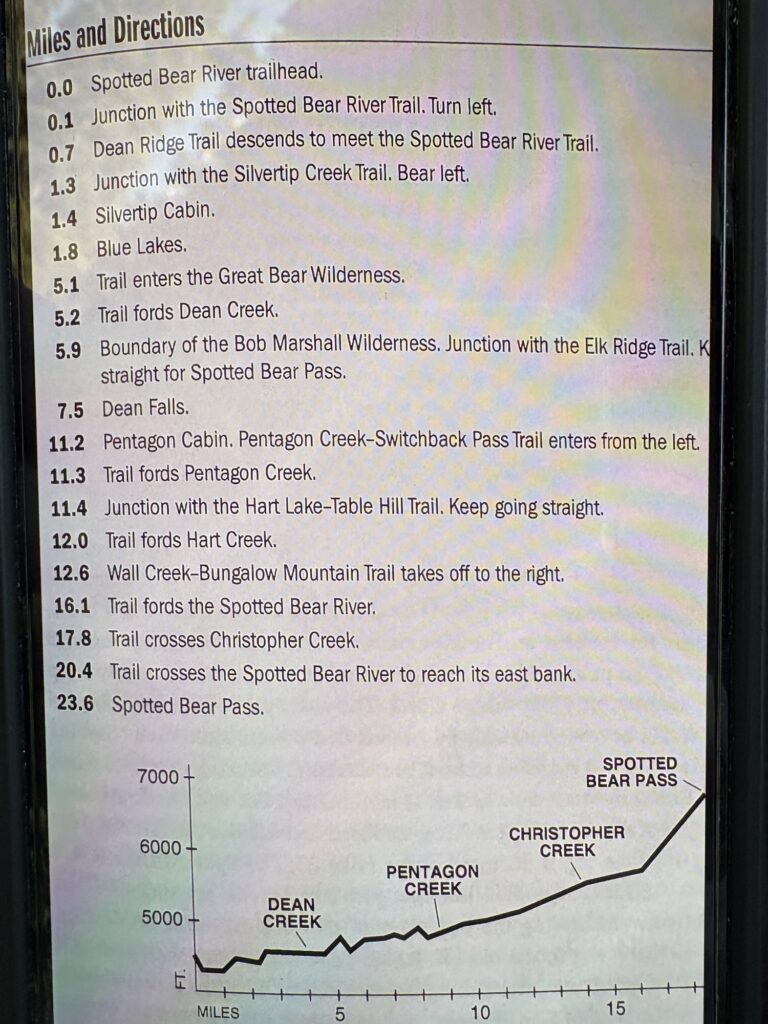 Miles and Directions
0.0 Spotted Bear River trailhead.
0.1 Junction with the Spotted Bear River Trail. Turn left.
0.7 Dean Ridge Trail descends to meet the Spotted Bear River Trail.
1.3 Junction with the Silvertip Creek Trail. Bear left.
1.4 Silvertip Cabin.
1.8 Blue Lakes.
5.1 Trail enters the Great Bear Wilderness.
5.2 Trail fords Dean Creek.
5.9 Boundary of the Bob Marshall Wilderness. Junction with the Elk Ridge Trail.
straight for Spotted Bear Pass.
7.5 Dean Falls.
11.2 Pentagon Cabin. Pentagon Creek–Switchback Pass Trail enters from the left.
11.3 Trail fords Pentagon Creek.
11.4 Junction with the Hart Lake–Table Hill Trail. Keep going straight.
12.0 Trail fords Hart Creek.
12.6 Wall Creek–Bungalow Mountain Trail takes off to the right.
16.1 Trail fords the Spotted Bear River.
17.8 Trail crosses Christopher Creek.
20.4 Trail crosses the Spotted Bear River to reach its east bank.
23.6 Spotted Bear Pass.
7000
6000
5000
FT.
DEAN
CREEK
PENTAGON
CREEK
CHRISTOPHER
CREEK
SPOTTED
BEAR PASS
MILES 5 10 15